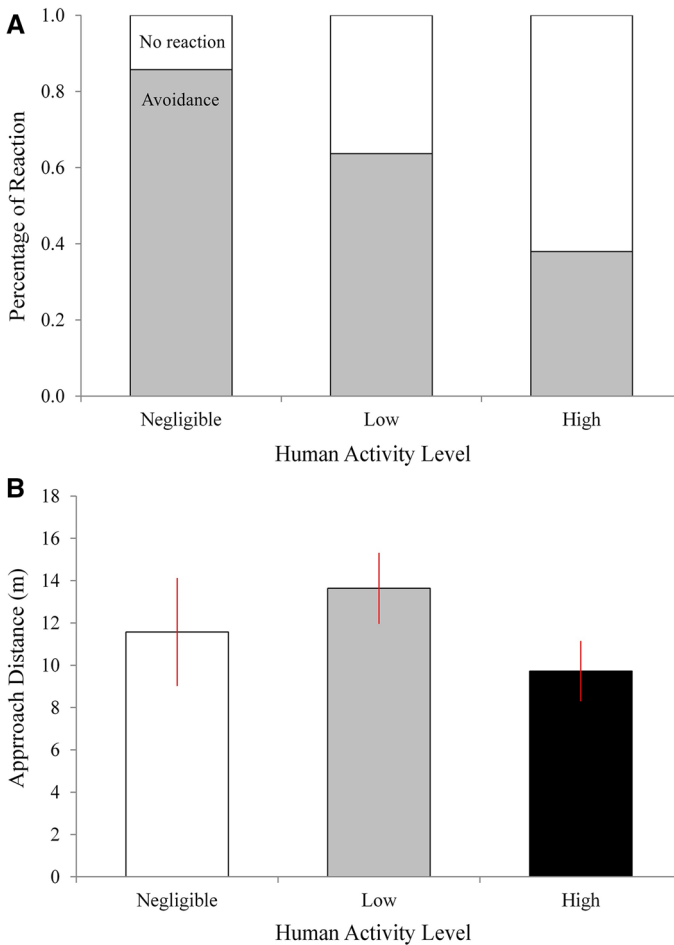 A
Percentage of Reaction
1.0
0.8
0.6
0.4
0.2
0.0
No reaction
Avoidance
Negligible Low High
Human Activity Level
B
Apprroach Distance (m)
18
16
14
12
10
8
6
4
2
0
Negligible Low High
Human Activity Level